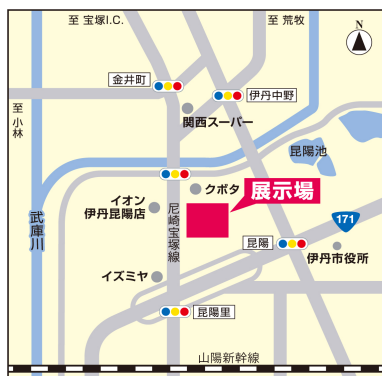 至 宝塚I.C.
至 荒牧
N
金井町
伊丹中野
至 小林
関西スーパー
昆陽池
クボタ
展示場
イオン
伊丹昆陽店
武庫川
尼崎宝塚線
171
昆陽
伊丹市役所
イズミヤ
昆陽里
山陽新幹線